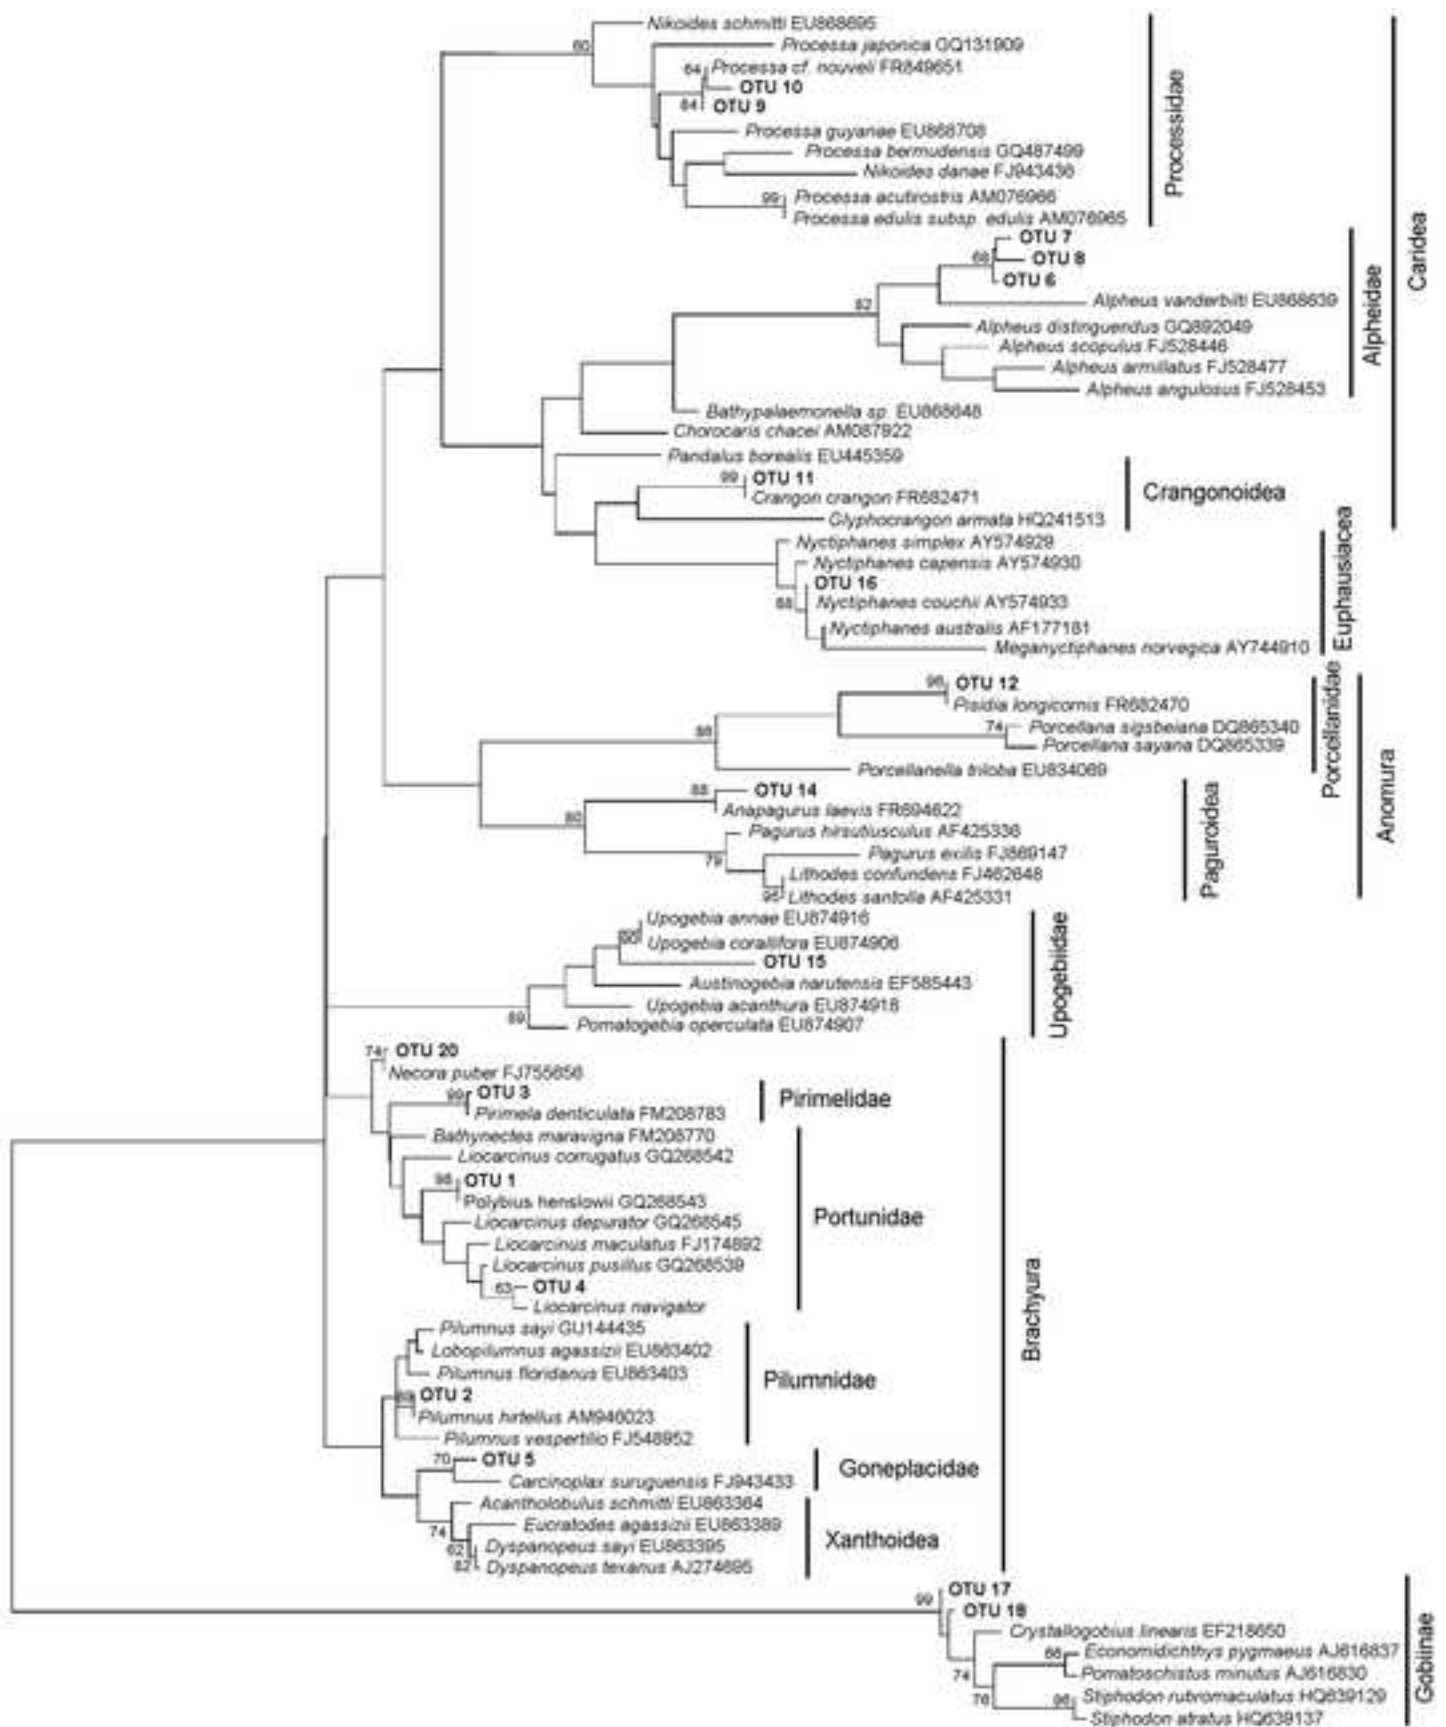 Nikoides schmitti EU868695
60
Processa japonica GQ131909
64
Processa cf. nouveli FR849651
OTU 10
64
OTU 9
Processa guyanae EU868708
Processa bermudensis GQ487499
Nikoides danae FJ943436
99
Processa acutirostris AM076966
Processa edulis subsp. edulis AM076965
Processidae
OTU 7
68
OTU 8
OTU 6
Alpheus vanderbilti EU868639
82
Alpheus distinguendus GQ892049
Alpheus scopulus FJ528446
Alpheus armillatus FJ528477
Alpheus angulosus FJ528453
Alpheidae
Caridea
Bathypalaemonella sp. EU868648
Chorocaris chacei AM087922
Pandalus borealis EU445359
99
OTU 11
Crangon crangon FR682471
Glyphocrangon armata HQ241513
Crangonoidea
Nyctiphanes simplex AY574929
Nyctiphanes capensis AY574930
OTU 16
88
Nyctiphanes couchii AY574933
Nyctiphanes australis AF177181
Meganyctiphanes norvegica AY744910
Euphausiacea
96
OTU 12
Pisidia longicornis FR682470
74
Porcellana sigsbeiana DQ865340
Porcellana sayana DQ865339
Porcellanella triloba EU834069
Porcellanidae
88
OTU 14
Anapagurus laevis FR694622
80
Pagurus hirsutiusculus AF425336
79
Pagurus exilis FJ869147
Lithodes confundens FJ462648
95
Lithodes santolla AF425331
Paguroidea
Anomura
Upogebia annae EU874916
90
Upogebia corallifora EU874906
OTU 15
Austinogebia narutensis EF585443
Upogebia acanthura EU874918
89
Pomatogebia operculata EU874907
Upogebiidae
74
OTU 20
Necora puber FJ755656
99
OTU 3
Pirimela denticulata FM208783
Pirimelidae
Bathynectes maravigna FM208770
Liocarcinus corrugatus GQ268542
98
OTU 1
Polybius henslowii GQ268543
Liocarcinus depurator GQ268545
Liocarcinus maculatus FJ174892
Liocarcinus pusillus GQ268539
63
OTU 4
Liocarcinus navigator
Portunidae
Pilumnus sayi GU144435
Lobopilumnus agassizii EU863402
Pilumnus floridanus EU863403
OTU 2
Pilumnus hirtellus AM946023
Pilumnus vespertilio FJ548952
Pilumnidae
70
OTU 5
Carcinoplax suruguensis FJ943433
Goneplacidae
Acantholobulus schmitti EU863364
74
Eucratodes agassizii EU863389
62
Dyspanopeus sayi EU863395
82
Dyspanopeus texanus AJ274695
Xanthoidea
Brachyura
99
OTU 17
OTU 18
Crystallogobius linearis EF218650
74
66
Economidichthys pygmaeus AJ616837
Pomatoschistus minutus AJ616830
76
96
Stiphodon rubromaculatus HQ639129
Stiphodon atratus HQ639137
Gobiinae